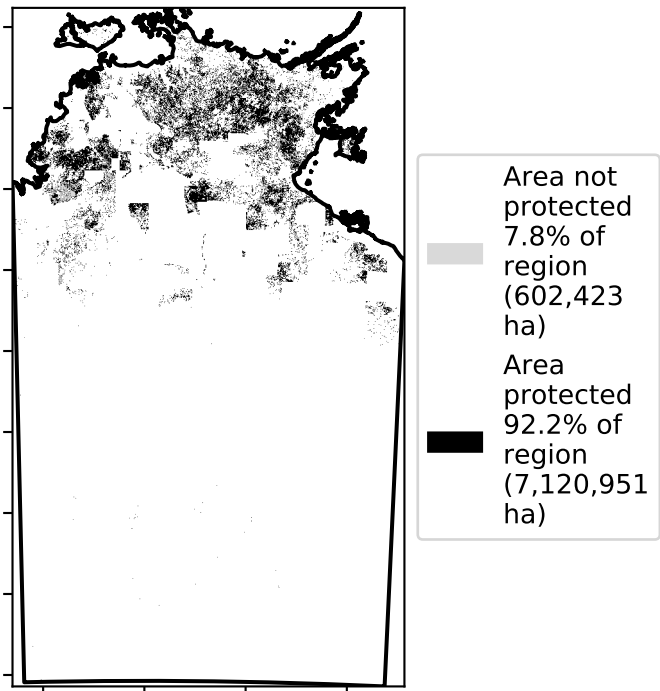 Area not
protected
7.8% of
region
(602,423
ha)
Area
protected
92.2% of
region
(7,120,951
ha)